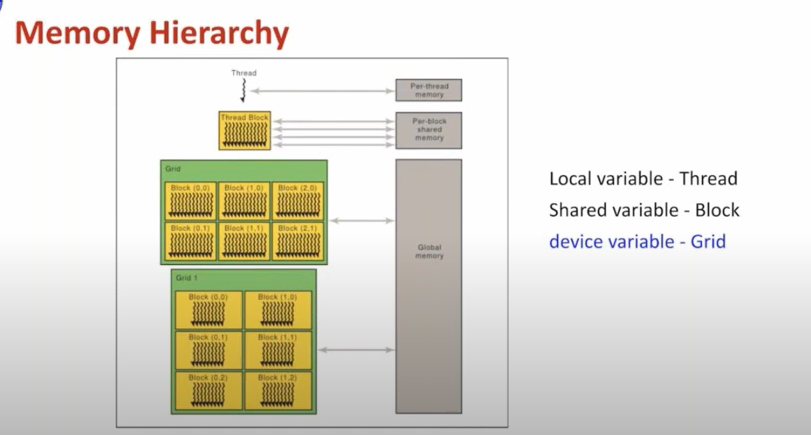 Memory Hierarchy
Thread
Per-thread
memory
Thread Block
Per-block
shared
memory
Grid
Block (0,0) Block (1,0) Block (2,0)
Block (0,1) Block (1,1) Block (2,1)
Global
memory
Grid 1
Block (0,0) Block (1,0)
Block (0,1) Block (1,1)
Block (0,2) Block (1,2)
Local variable - Thread
Shared variable - Block
device variable - Grid